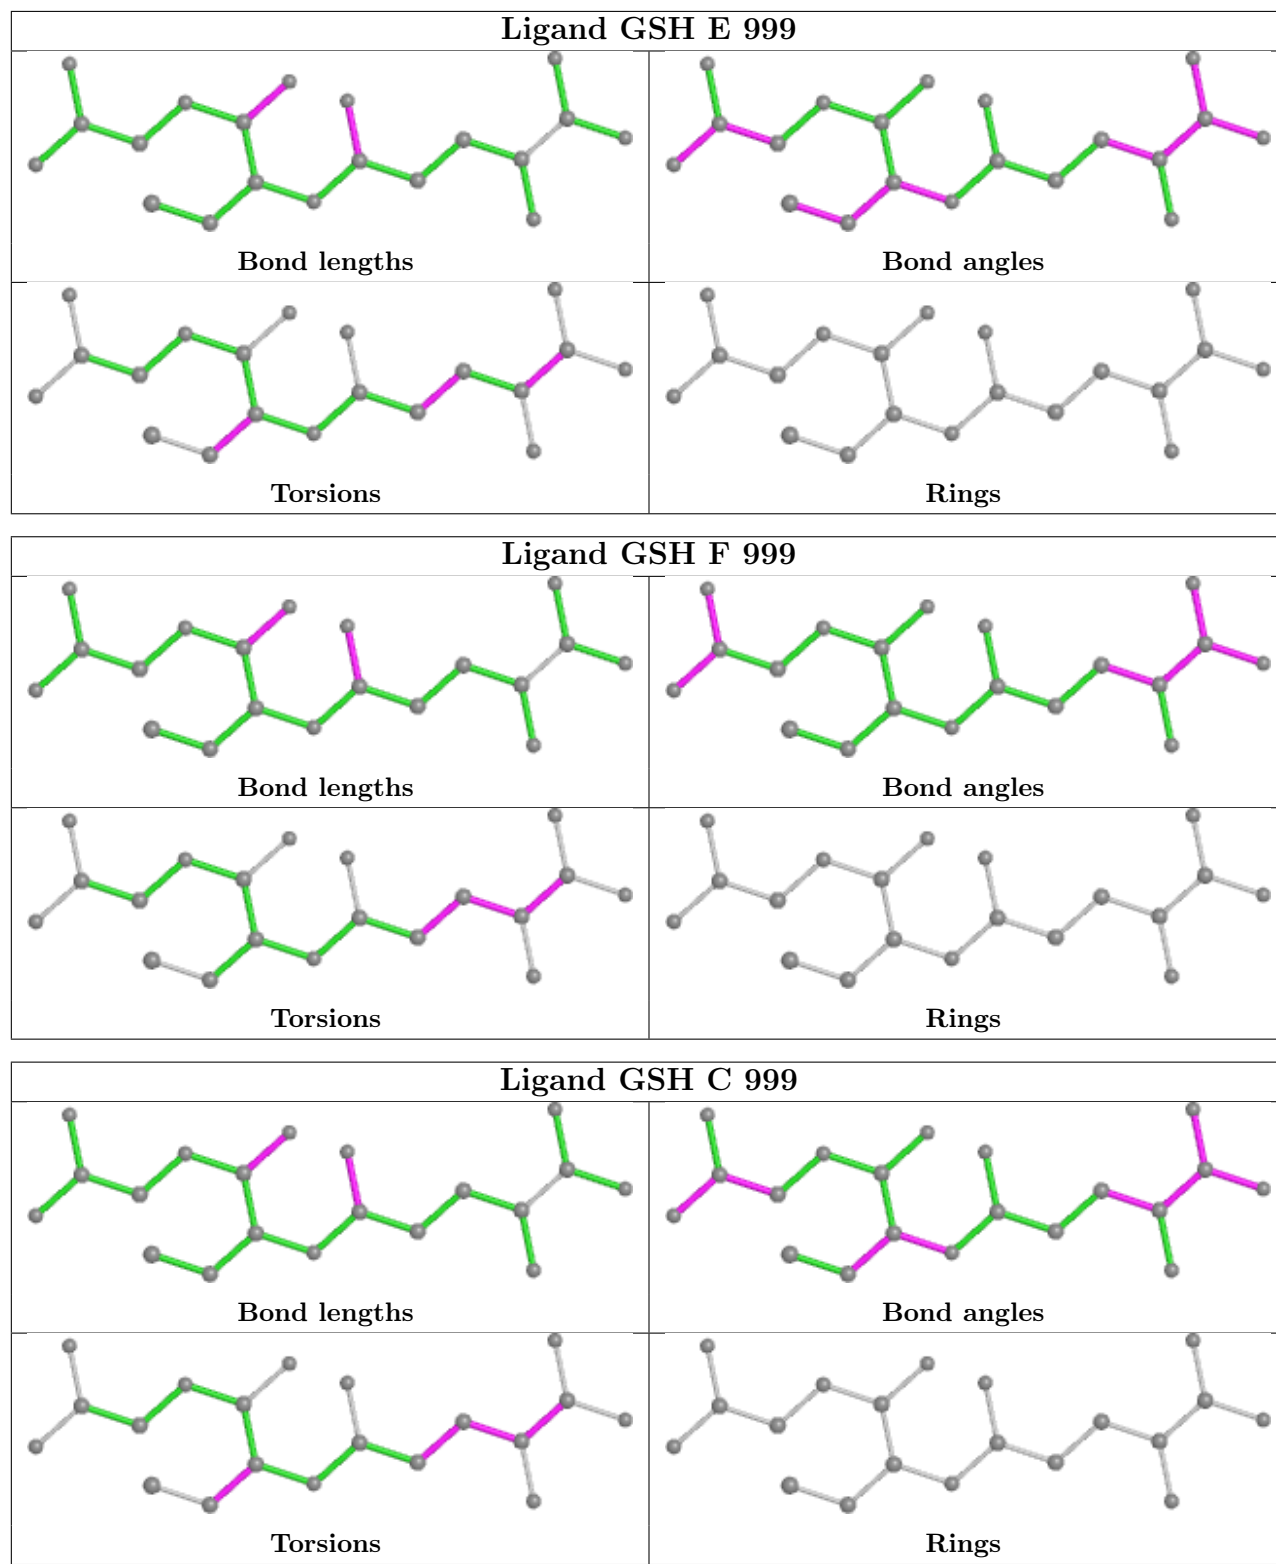 Ligand GSH E 999
Bond lengths
Bond angles
Torsions
Rings
Ligand GSH F 999
Bond lengths
Bond angles
Torsions
Rings
Ligand GSH C 999
Bond lengths
Bond angles
Torsions
Rings